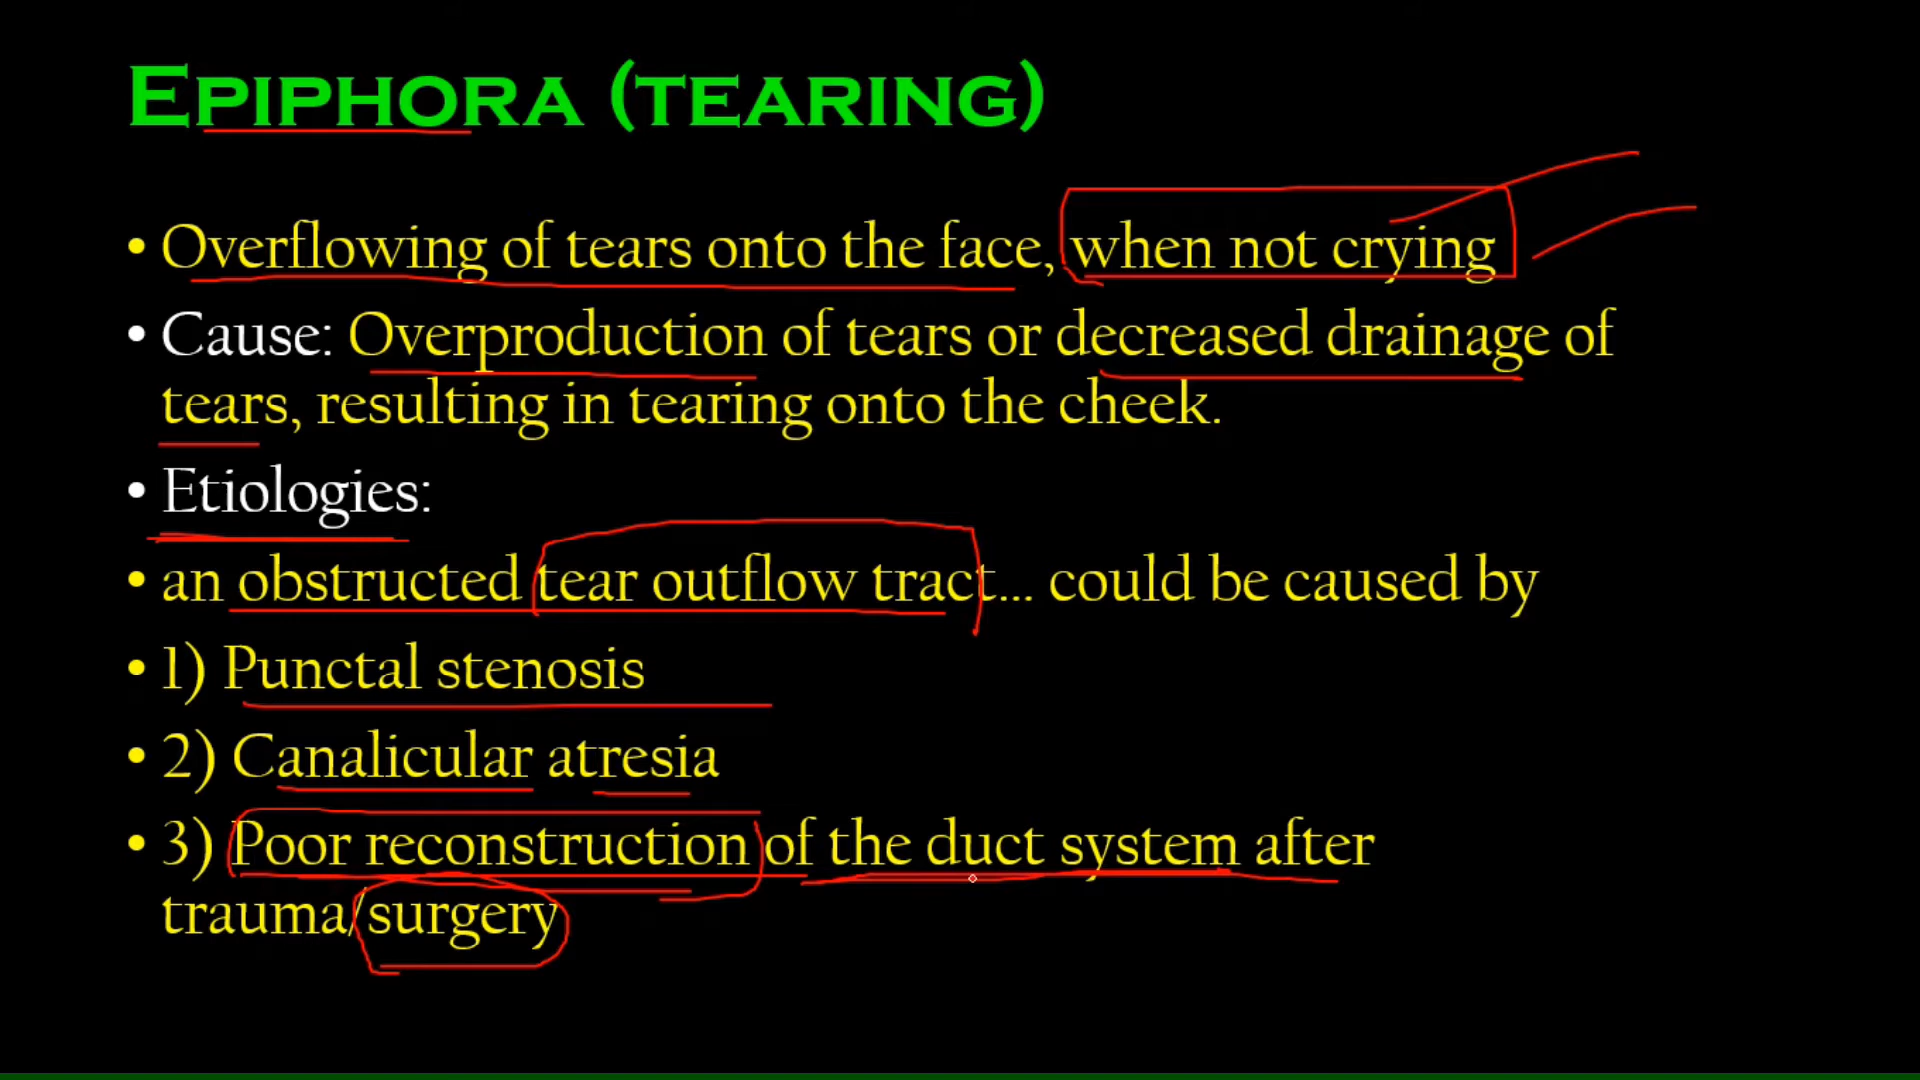 EPIPHORA (TEARING)
• Overflowing of tears onto the face, when not crying
• Cause: Overproduction of tears or decreased drainage of
tears, resulting in tearing onto the cheek.
• Etiologies:
• an obstructed tear outflow tract... could be caused by
• 1) Punctal stenosis
• 2) Canalicular atresia
• 3) Poor reconstruction of the duct system after
trauma/surgery